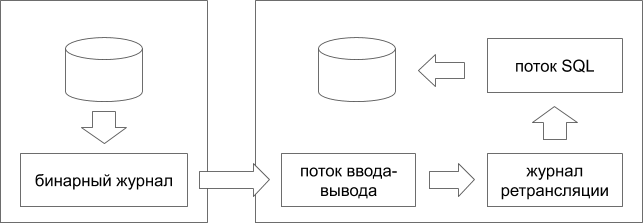 поток SQL
бинарный журнал
поток ввода-
вывода
журнал
ретрансляции